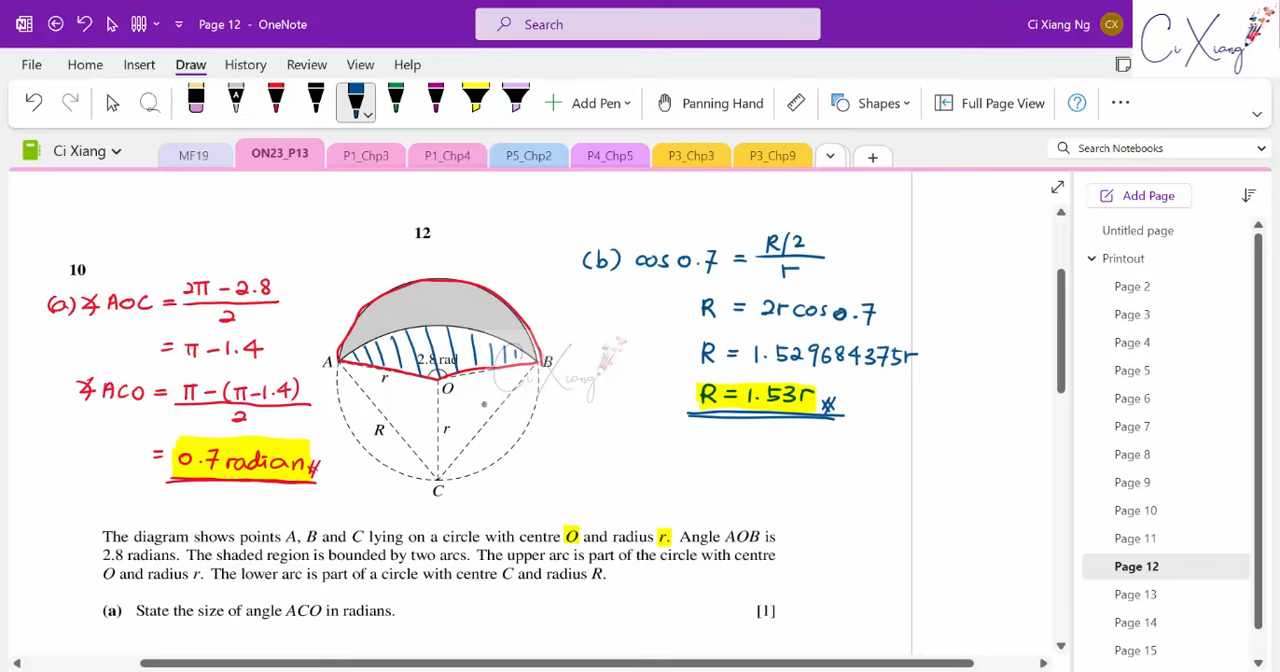 Page 12 - OneNote
Search
Ci Xiang Ng
CX
Ci Xiang
File
Home
Insert
Draw
History
Review
View
Help
Add Pen
Panning Hand
Shapes
Full Page View
Ci Xiang
MF19
ON23_P13
P1_Chp3
P1_Chp4
P5_Chp2
P4_Chp5
P3_Chp3
P3_Chp9
Search Notebooks
Add Page
Untitled page
Printout
Page 2
Page 3
Page 4
Page 5
Page 6
Page 7
Page 8
Page 9
Page 10
Page 11
Page 12
Page 13
Page 14
Page 15
12
10
(a) ∡ AOC = 2π - 2.8 / 2
= π - 1.4
∡ ACO = π - (π - 1.4) / 2
= 0.7 radian
A
B
2.8 rad
r
O
R
r
C
Ci Xiang
(b) cos 0.7 = R/2 / r
R = 2r cos 0.7
R = 1.529684375r
R = 1.53r
The diagram shows points A, B and C lying on a circle with centre O and radius r. Angle AOB is
2.8 radians. The shaded region is bounded by two arcs. The upper arc is part of the circle with centre
O and radius r. The lower arc is part of a circle with centre C and radius R.
(a) State the size of angle ACO in radians. [1]